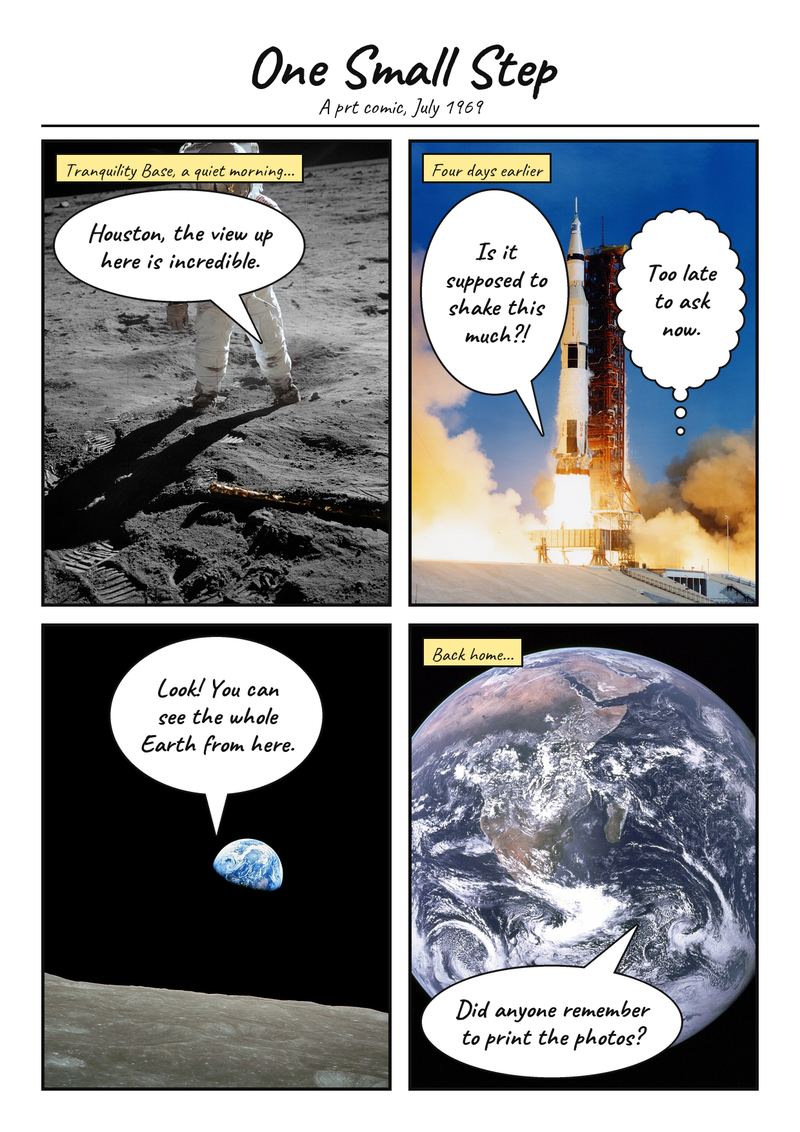 One Small Step
A prt comic, July 1969
Tranquility Base, a quiet morning...
Houston, the view up
here is incredible.
Four days earlier
Is it
supposed to
shake this
much?!
Too late
to ask
now.
Look! You can
see the whole
Earth from here.
Back home...
Did anyone remember
to print the photos?